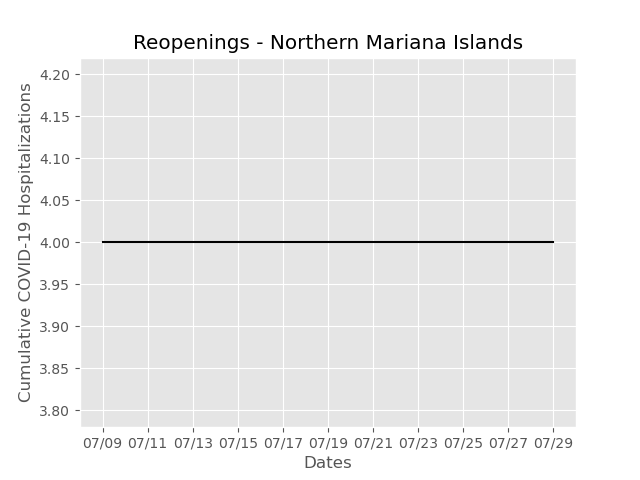 Reopenings - Northern Mariana Islands
Cumulative COVID-19 Hospitalizations
4.20
4.15
4.10
4.05
4.00
3.95
3.90
3.85
3.80
07/09 07/11 07/13 07/15 07/17 07/19 07/21 07/23 07/25 07/27 07/29
Dates